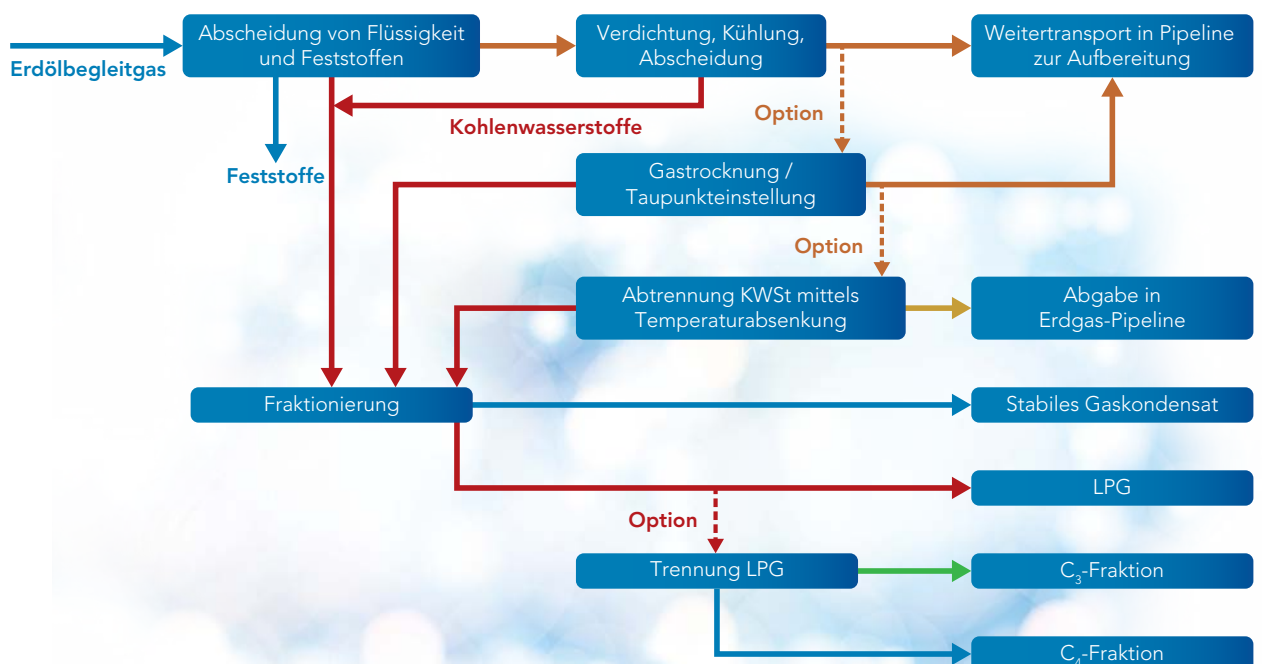 Abscheidung von Flüssigkeit
und Feststoffen
Verdichtung, Kühlung,
Abscheidung
Weitertransport in Pipeline
zur Aufbereitung
Erdölbegleitgas
Option
Kohlenwasserstoffe
Feststoffe
Gastrocknung /
Taupunkteinstellung
Option
Abtrennung KWSt mittels
Temperaturabsenkung
Abgabe in
Erdgas-Pipeline
Fraktionierung
Stabiles Gaskondensat
LPG
Option
Trennung LPG
C₃-Fraktion
C₄-Fraktion